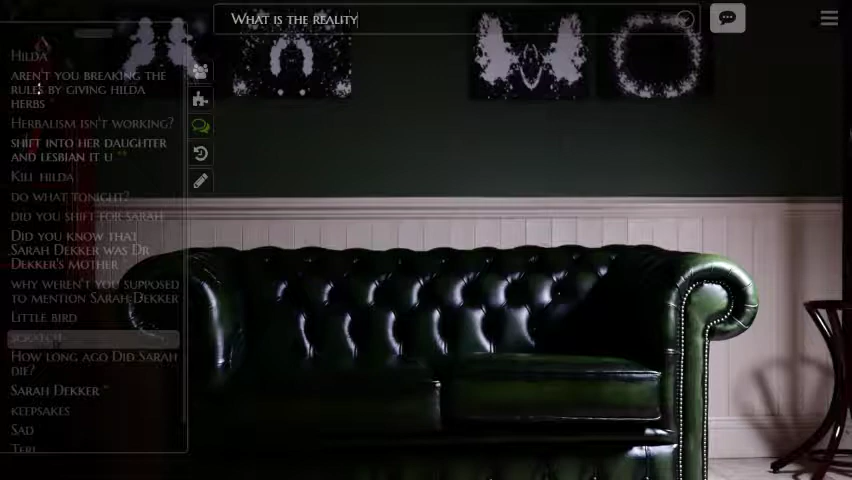 What is the reality
Hilda
aren't you breaking the
rules by giving hilda
herbs *
Herbalism isn't working?
shift into her daughter
and lesbian it u **
Kill hilda
do what tonight?
did you shift for sarah
Did you know that
Sarah Dekker was Dr
Dekker's mother *
why weren't you supposed
to mention Sarah Dekker
Little bird
scratch
How long ago Did Sarah
die?
Sarah Dekker *
keepsakes
Sad
Teri